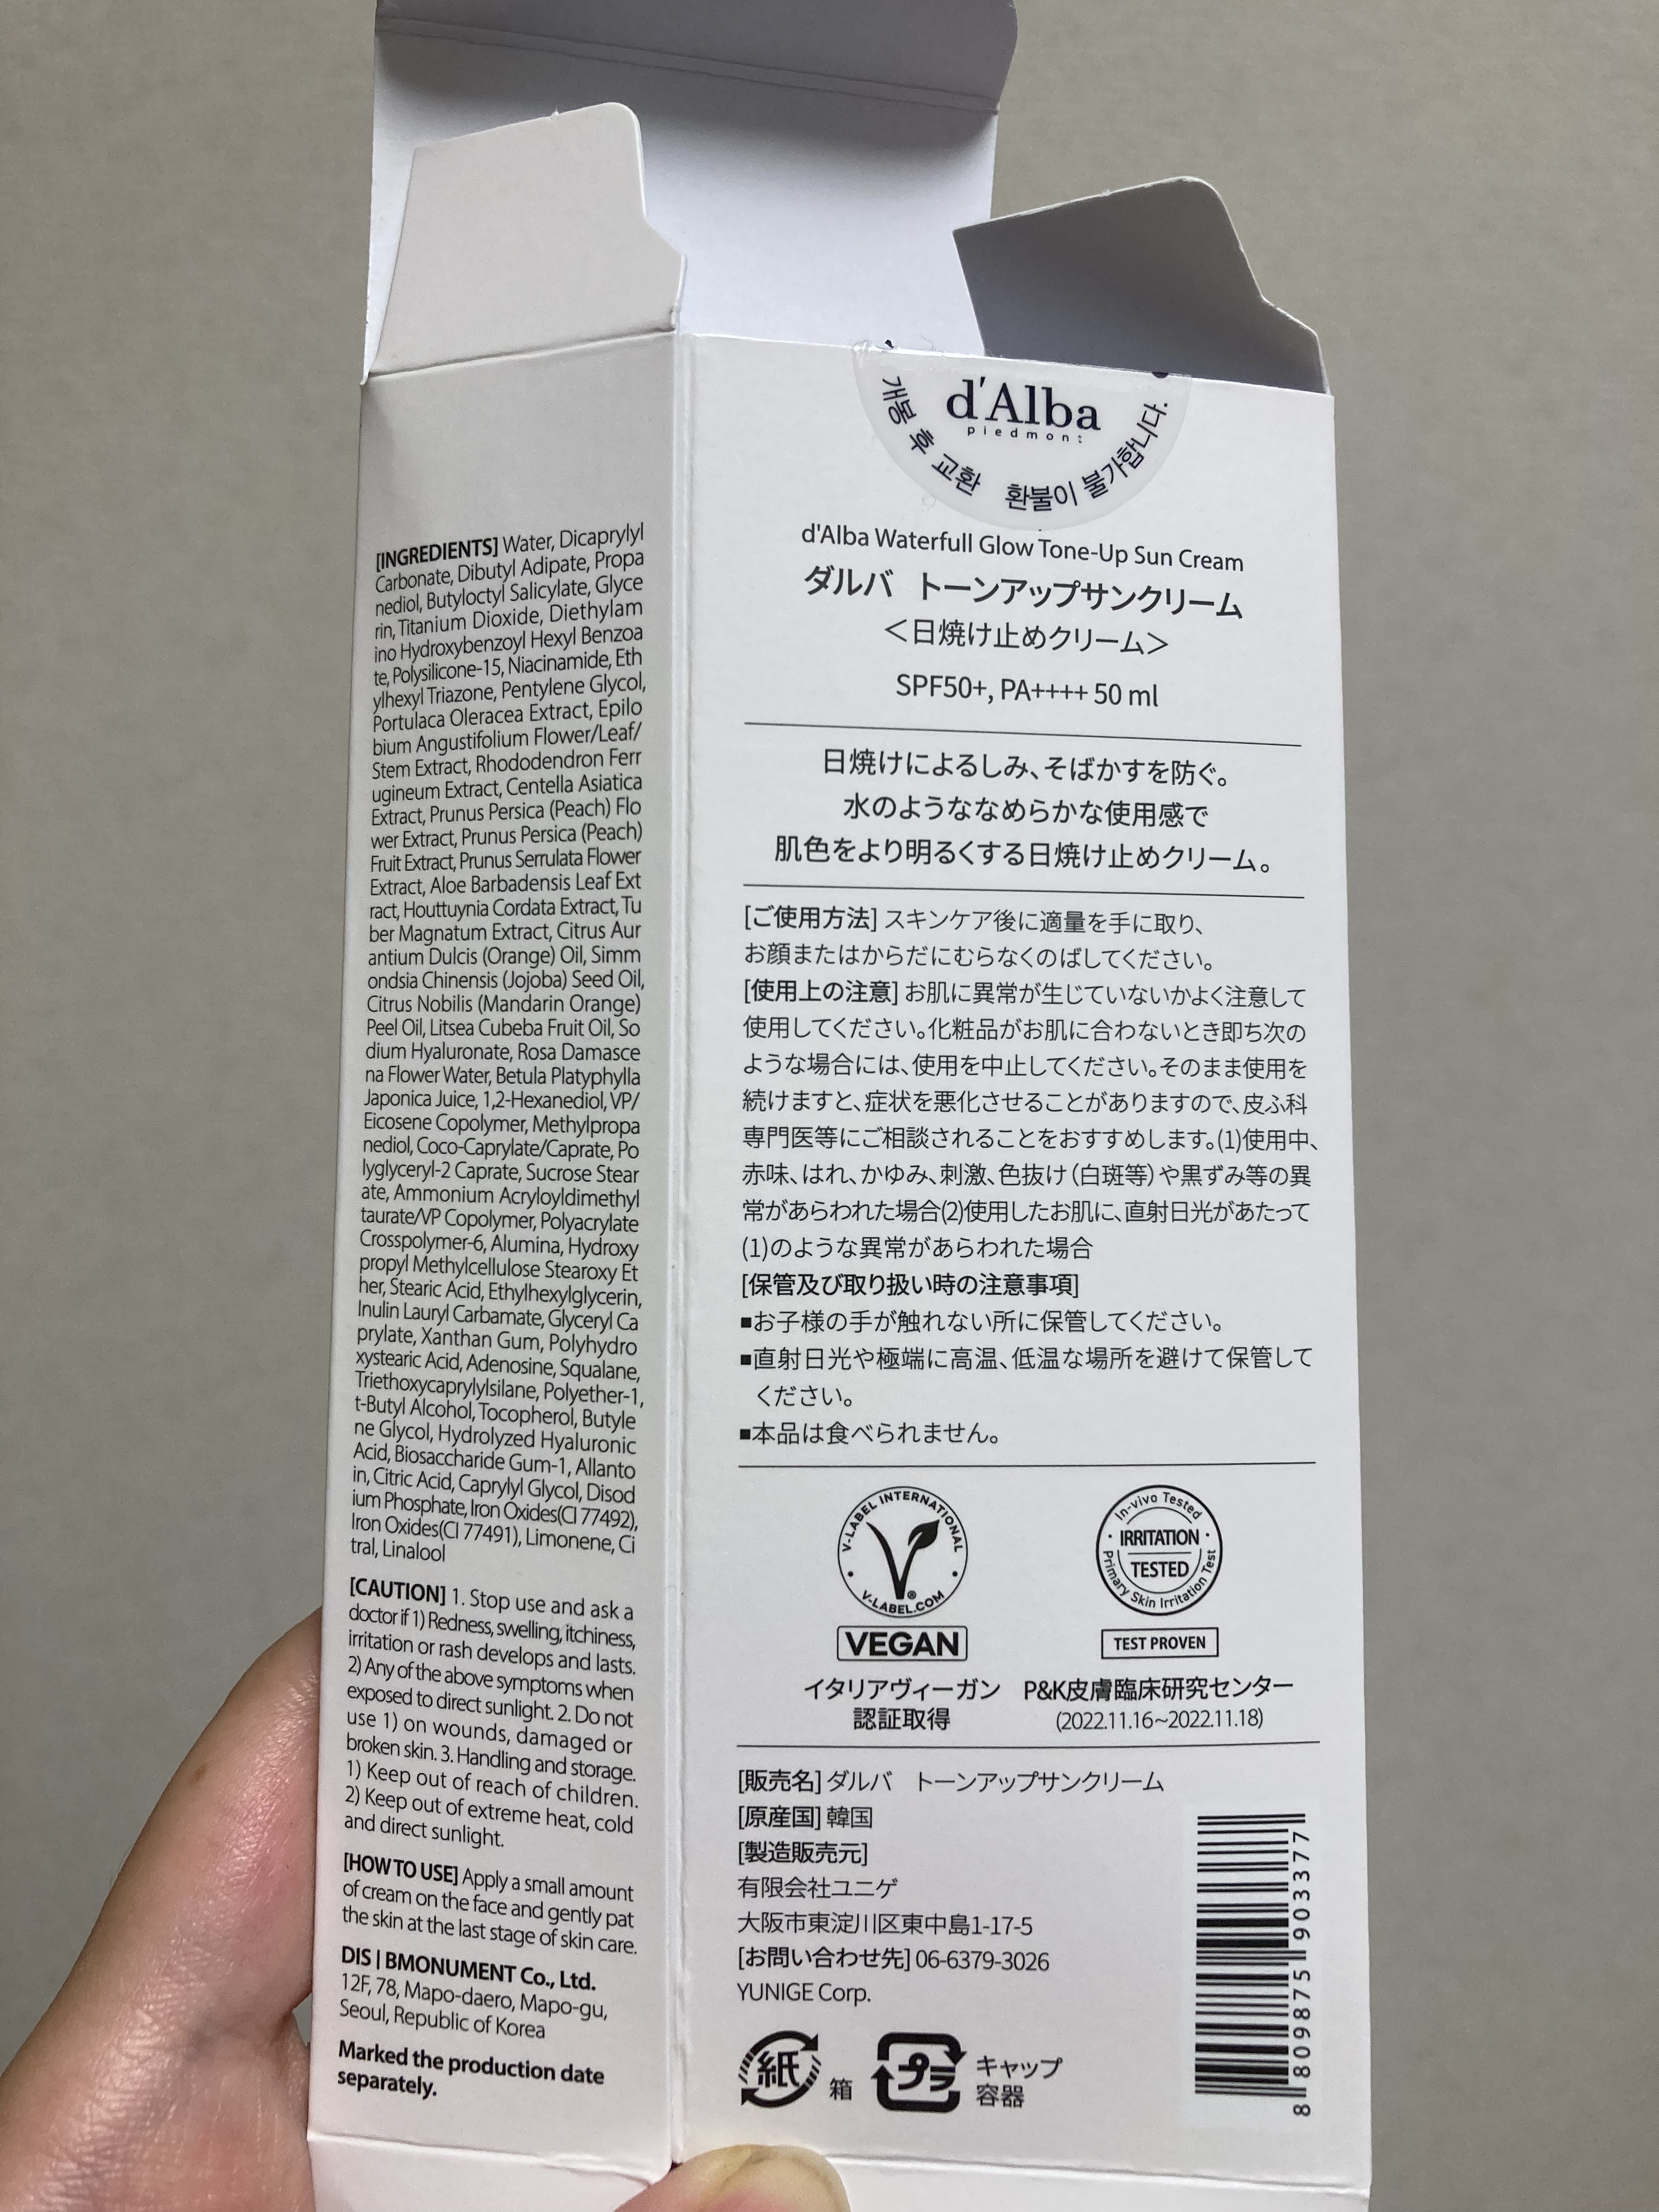 [INGREDIENTS] Water, Dicaprylyl
Carbonate, Dibutyl Adipate, Propa
nediol, Butyloctyl Salicylate, Glyce
rin, Titanium Dioxide, Diethylam
ino Hydroxybenzoyl Hexyl Benzoa
te, Polysilicone-15, Niacinamide, Eth
ylhexyl Triazone, Pentylene Glycol,
Portulaca Oleracea Extract, Epilo
bium Angustifolium Flower/Leaf/
Stem Extract, Rhododendron Ferr
ugineum Extract, Centella Asiatica
Extract, Prunus Persica (Peach) Flo
wer Extract, Prunus Persica (Peach)
Fruit Extract, Prunus Serrulata Flower
Extract, Aloe Barbadensis Leaf Ext
ract, Houttuynia Cordata Extract, Tu
ber Magnatum Extract, Citrus Aur
antium Dulcis (Orange) Oil, Simm
ondsia Chinensis (Jojoba) Seed Oil,
Citrus Nobilis (Mandarin Orange)
Peel Oil, Litsea Cubeba Fruit Oil, So
dium Hyaluronate, Rosa Damasce
na Flower Water, Betula Platyphylla
Japonica Juice, 1,2-Hexanediol, VP/
Eicosene Copolymer, Methylpropa
nediol, Coco-Caprylate/Caprate, Po
lyglyceryl-2 Caprate, Sucrose Stear
ate, Ammonium Acryloyldimethyl
taurate/VP Copolymer, Polyacrylate
Crosspolymer-6, Alumina, Hydroxy
propyl Methylcellulose Stearoxy Et
her, Stearic Acid, Ethylhexylglycerin,
Inulin Lauryl Carbamate, Glyceryl Ca
prylate, Xanthan Gum, Polyhydro
xystearic Acid, Adenosine, Squalane,
Triethoxycaprylylsilane, Polyether-1,
t-Butyl Alcohol, Tocopherol, Butyle
ne Glycol, Hydrolyzed Hyaluronic
Acid, Biosaccharide Gum-1, Allanto
in, Citric Acid, Caprylyl Glycol, Disod
ium Phosphate, Iron Oxides(CI 77492),
Iron Oxides(CI 77491), Limonene, Ci
tral, Linalool
[CAUTION] 1. Stop use and ask a
doctor if 1) Redness, swelling, itchiness,
irritation or rash develops and lasts.
2) Any of the above symptoms when
exposed to direct sunlight. 2. Do not
use 1) on wounds, damaged or
broken skin. 3. Handling and storage.
1) Keep out of reach of children.
2) Keep out of extreme heat, cold
and direct sunlight.
[HOW TO USE] Apply a small amount
of cream on the face and gently pat
the skin at the last stage of skin care.
DIS | BMONUMENT Co., Ltd.
12F, 78, Mapo-daero, Mapo-gu,
Seoul, Republic of Korea
Marked the production date
separately.
d'Alba
piedmont
개봉 후 교환 환불이 불가합니다.
d'Alba Waterfull Glow Tone-Up Sun Cream
ダルバ トーンアップサンクリーム
＜日焼け止めクリーム＞
SPF50+, PA++++ 50 ml
日焼けによるしみ、そばかすを防ぐ。
水のようななめらかな使用感で
肌色をより明るくする日焼け止めクリーム。
[ご使用方法] スキンケア後に適量を手に取り、
お顔またはからだにむらなくのばしてください。
[使用上の注意] お肌に異常が生じていないかよく注意して
使用してください。化粧品がお肌に合わないとき即ち次の
ような場合には、使用を中止してください。そのまま使用を
続けますと、症状を悪化させることがありますので、皮ふ科
専門医等にご相談されることをおすすめします。(1)使用中、
赤味、はれ、かゆみ、刺激、色抜け（白斑等）や黒ずみ等の異
常があらわれた場合(2)使用したお肌に、直射日光があたって
(1)のような異常があらわれた場合
[保管及び取り扱い時の注意事項]
■お子様の手が触れない所に保管してください。
■直射日光や極端に高温、低温な場所を避けて保管して
ください。
■本品は食べられません。
V-LABEL INTERNATIONAL
V-LABEL.COM
VEGAN
イタリアヴィーガン
認証取得
In-vivo Tested
IRRITATION
TESTED
Primary Skin Irritation Test
TEST PROVEN
P&K皮膚臨床研究センター
(2022.11.16~2022.11.18)
[販売名] ダルバ トーンアップサンクリーム
[原産国] 韓国
[製造販売元]
有限会社ユニゲ
大阪市東淀川区東中島1-17-5
[お問い合わせ先] 06-6379-3026
YUNIGE Corp.
紙 箱
プラ キャップ
容器
8 809875 903377